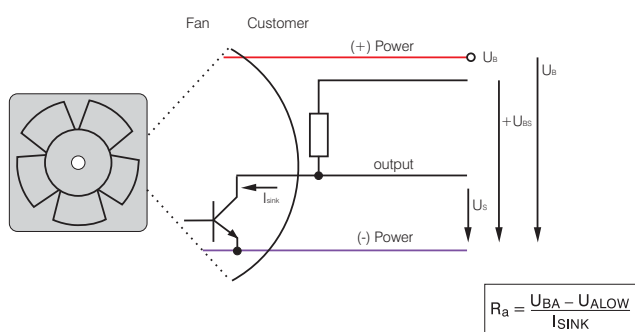 Fan Customer
(+) Power
UB
UB
+UBS
output
Isink
US
(-) Power
Ra = UBA – UALOW
ISINK